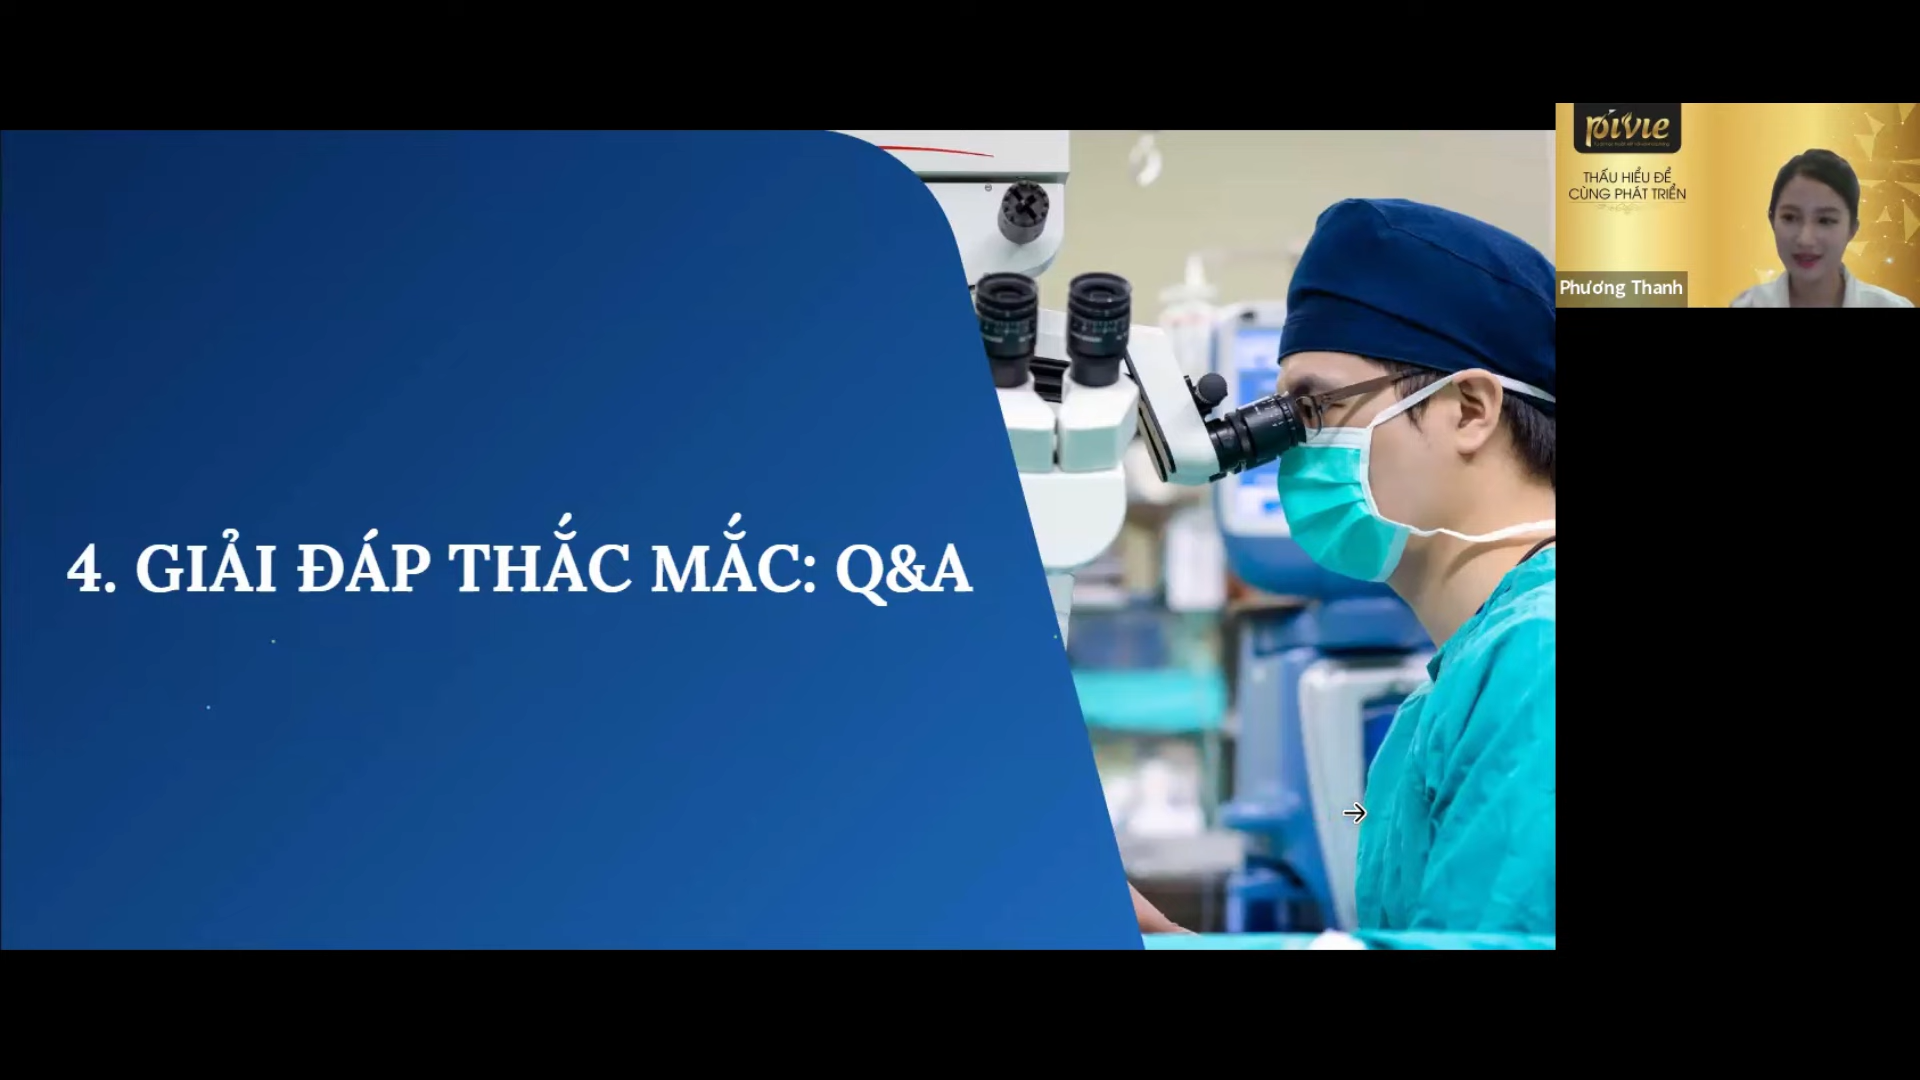 4. GIẢI ĐÁP THẮC MẮC: Q&A
pivie
THẤU HIỂU ĐỂ
CÙNG PHÁT TRIỂN
Phương Thanh